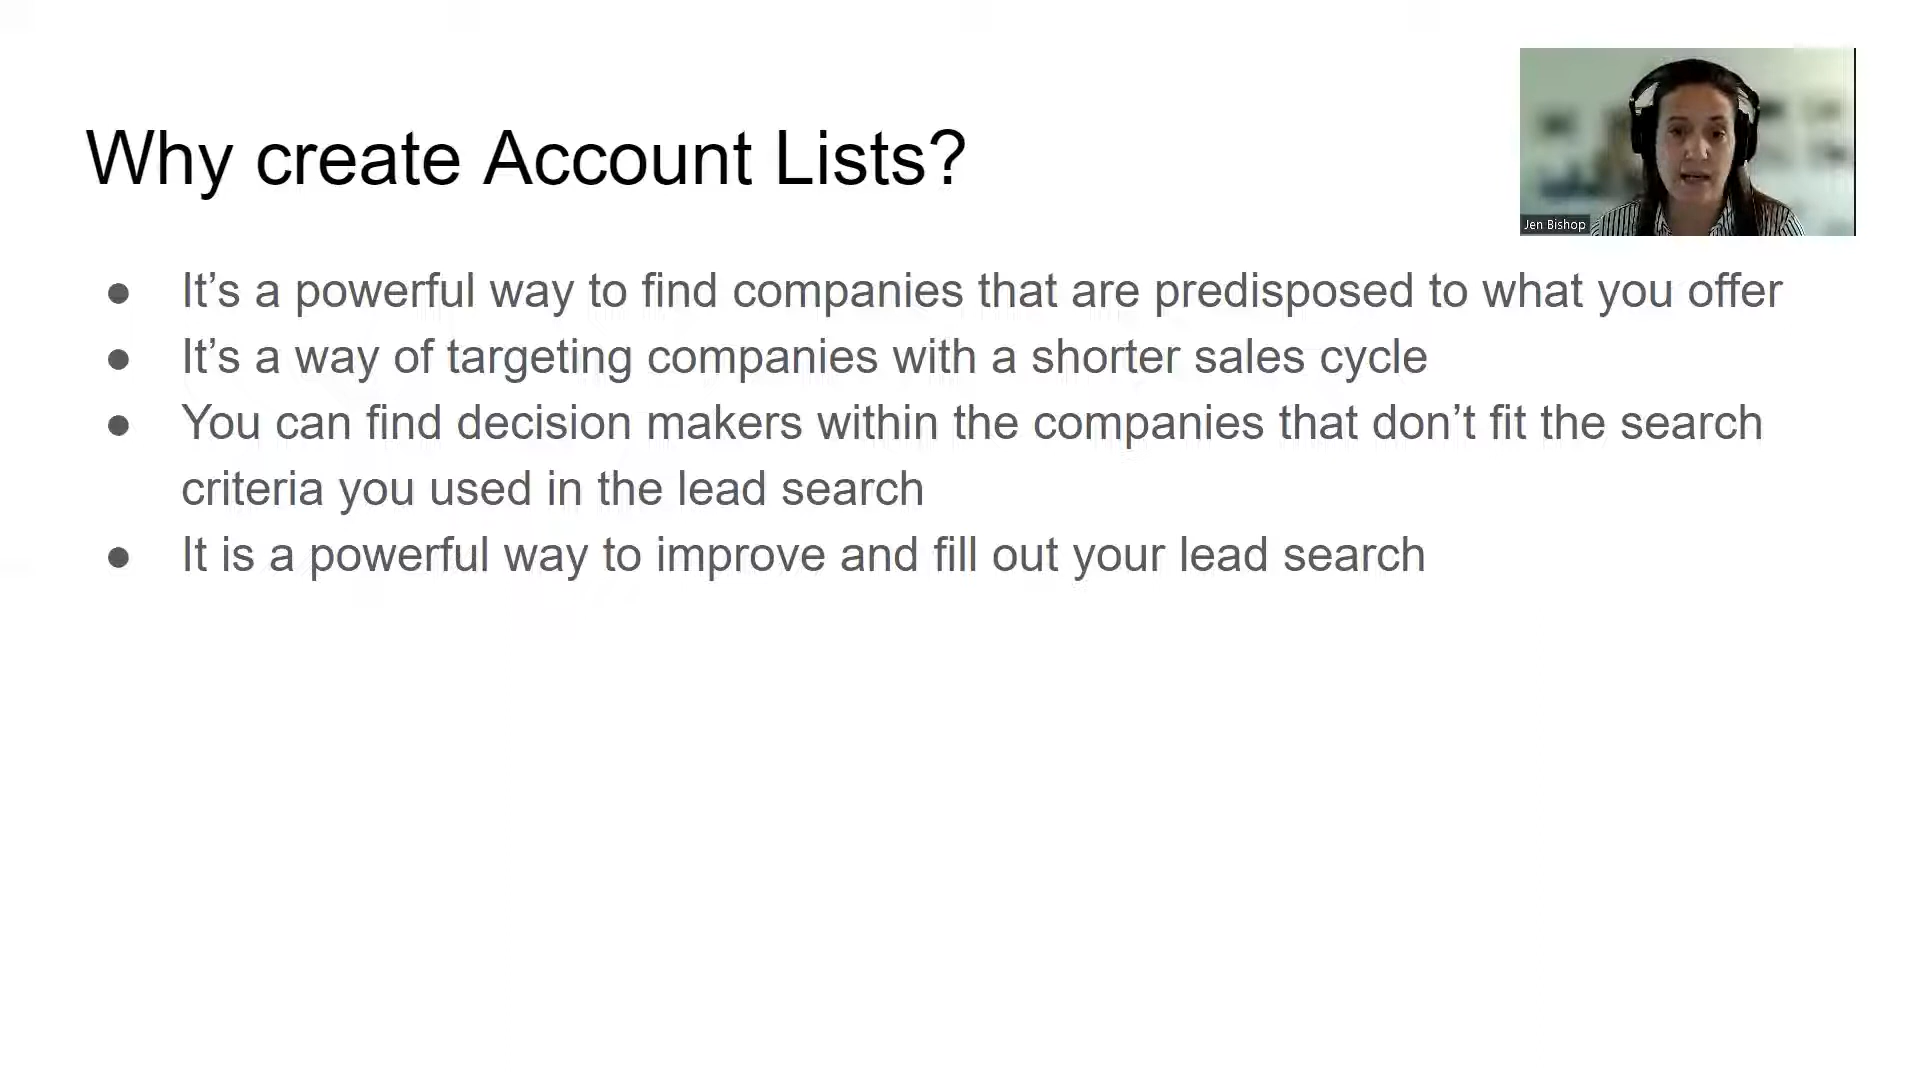 Why create Account Lists?
Jen Bishop
● It’s a powerful way to find companies that are predisposed to what you offer
● It’s a way of targeting companies with a shorter sales cycle
● You can find decision makers within the companies that don’t fit the search
criteria you used in the lead search
● It is a powerful way to improve and fill out your lead search